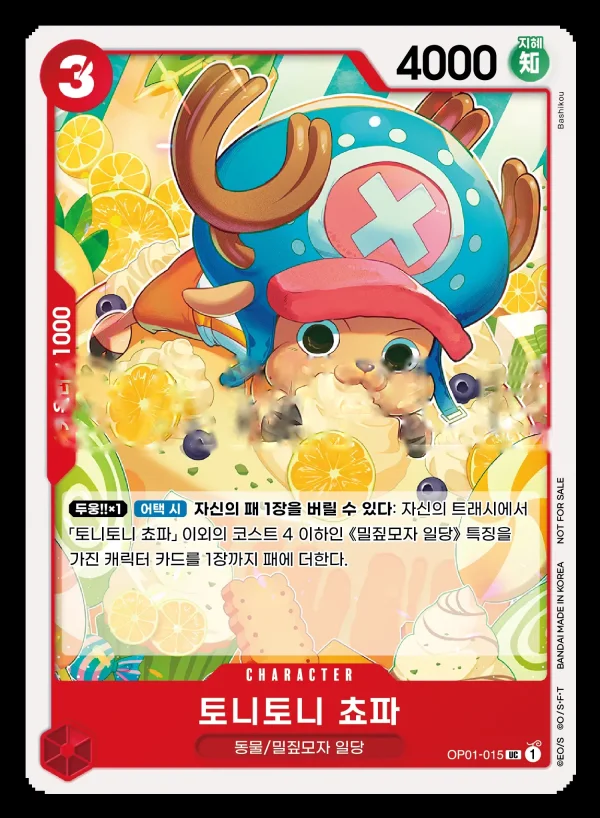 3
4000
지혜
知
Bashikou
1000
두웅!!×1 어택 시 자신의 패 1장을 버릴 수 있다: 자신의 트래시에서
「토니토니 쵸파」 이외의 코스트 4 이하인 《밀짚모자 일당》 특징을
가진 캐릭터 카드를 1장까지 패에 더한다.
CHARACTER
토니토니 쵸파
동물/밀짚모자 일당
OP01-015 UC 1
©EO/S ©O/S·F·T BANDAI MADE IN KOREA NOT FOR SALE